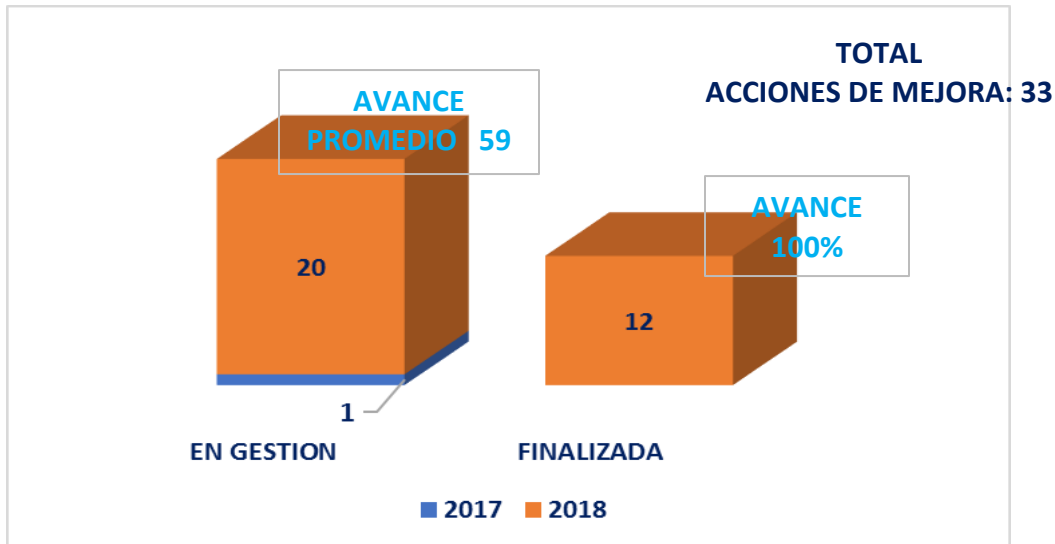 TOTAL
ACCIONES DE MEJORA: 33
AVANCE
PROMEDIO 59
AVANCE
100%
20
12
1
EN GESTION
FINALIZADA
2017
2018